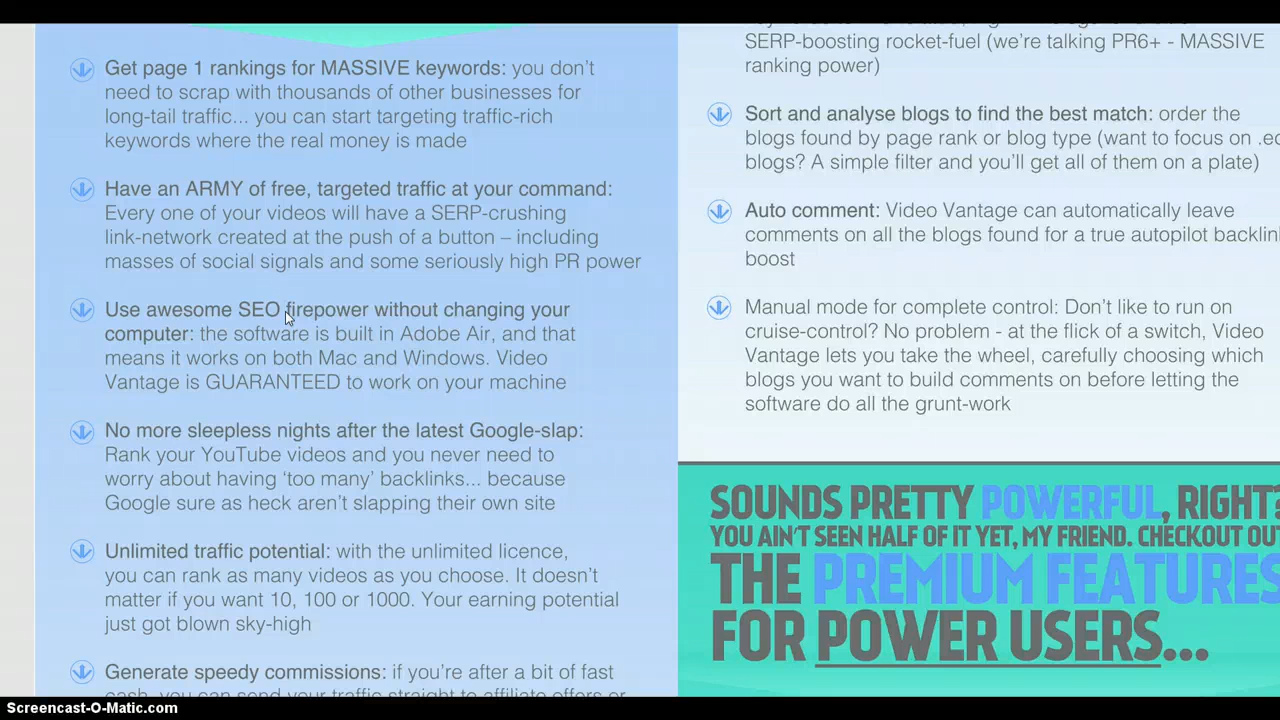 Get page 1 rankings for MASSIVE keywords: you don't
need to scrap with thousands of other businesses for
long-tail traffic... you can start targeting traffic-rich
keywords where the real money is made
Have an ARMY of free, targeted traffic at your command:
Every one of your videos will have a SERP-crushing
link-network created at the push of a button – including
masses of social signals and some seriously high PR power
Use awesome SEO firepower without changing your
computer: the software is built in Adobe Air, and that
means it works on both Mac and Windows. Video
Vantage is GUARANTEED to work on your machine
No more sleepless nights after the latest Google-slap:
Rank your YouTube videos and you never need to
worry about having ‘too many’ backlinks... because
Google sure as heck aren’t slapping their own site
Unlimited traffic potential: with the unlimited licence,
you can rank as many videos as you choose. It doesn’t
matter if you want 10, 100 or 1000. Your earning potential
just got blown sky-high
Generate speedy commissions: if you’re after a bit of fast
cash, you can send your traffic straight to affiliate offers or
SERP-boosting rocket-fuel (we’re talking PR6+ - MASSIVE
ranking power)
Sort and analyse blogs to find the best match: order the
blogs found by page rank or blog type (want to focus on .ed
blogs? A simple filter and you’ll get all of them on a plate)
Auto comment: Video Vantage can automatically leave
comments on all the blogs found for a true autopilot backlin
boost
Manual mode for complete control: Don’t like to run on
cruise-control? No problem - at the flick of a switch, Video
Vantage lets you take the wheel, carefully choosing which
blogs you want to build comments on before letting the
software do all the grunt-work
SOUNDS PRETTY POWERFUL, RIGHT?
YOU AIN'T SEEN HALF OF IT YET, MY FRIEND. CHECKOUT OUT
THE PREMIUM FEATURES
FOR POWER USERS...
Screencast-O-Matic.com